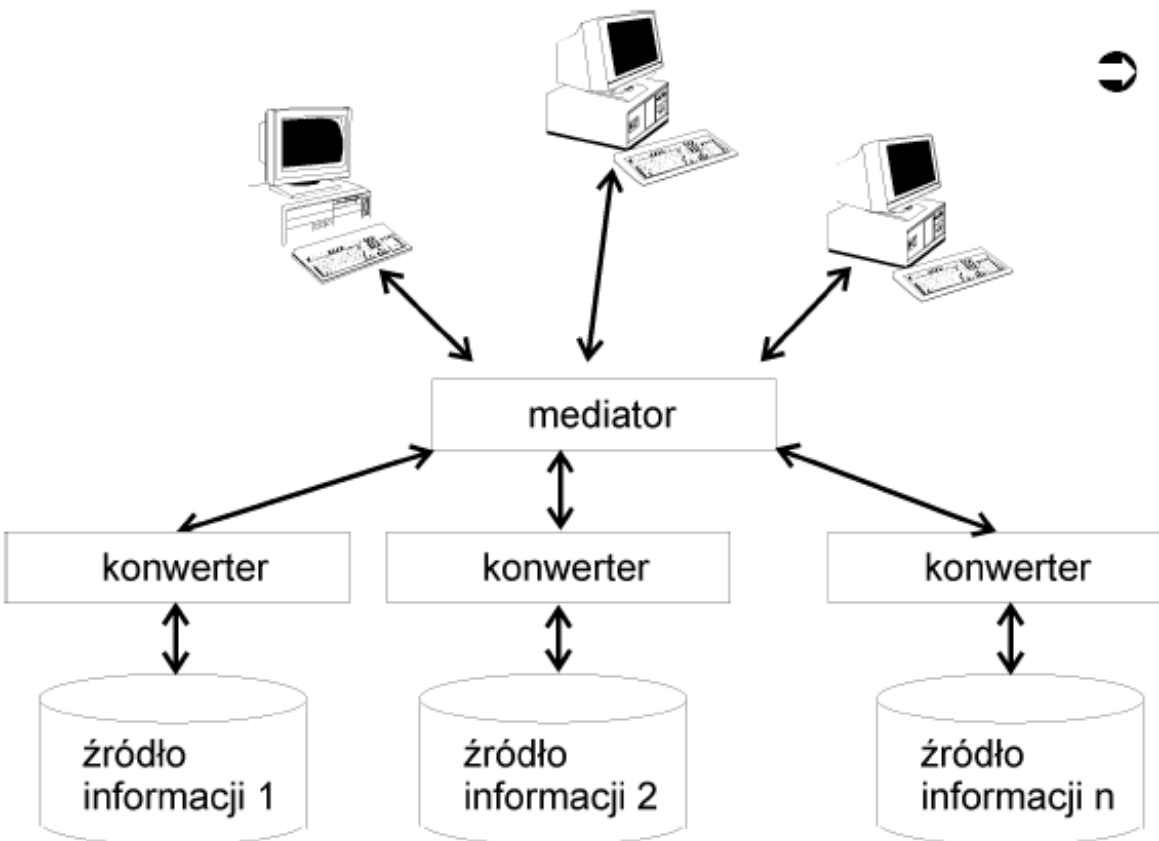 mediator
konwerter
konwerter
konwerter
źródło
informacji 1
źródło
informacji 2
źródło
informacji n